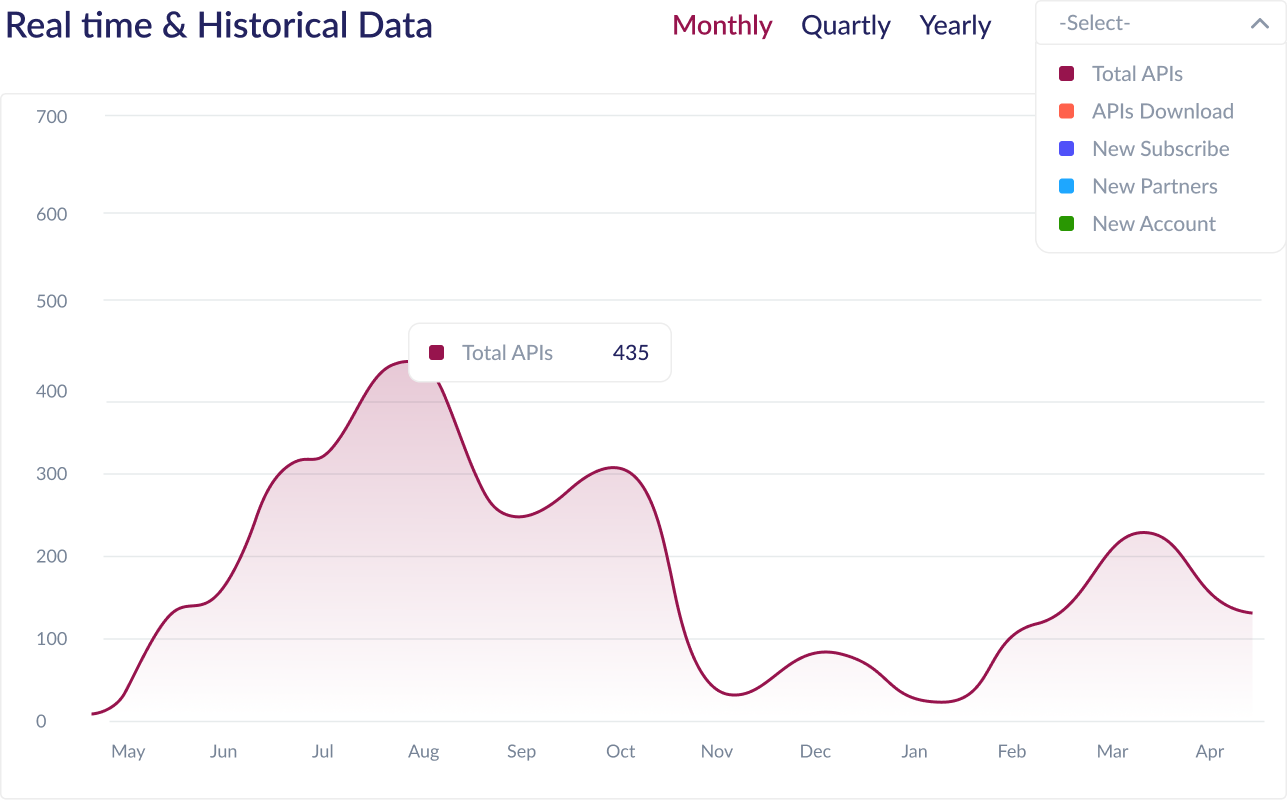 Real time & Historical Data
Monthly Quartly Yearly
-Select-
Total APIs
APIs Download
New Subscribe
New Partners
New Account
700
600
500
400
300
200
100
0
Total APIs 435
May Jun Jul Aug Sep Oct Nov Dec Jan Feb Mar Apr